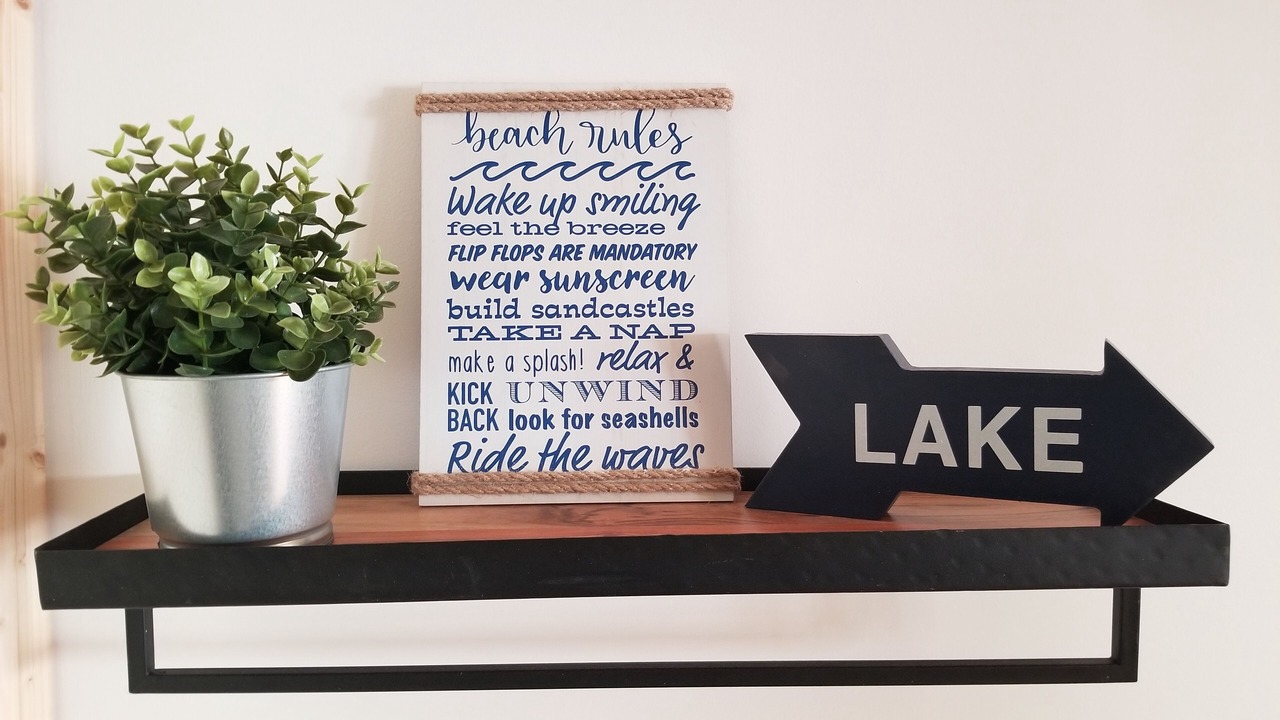 beach rules
Wake up smiling
feel the breeze
FLIP FLOPS ARE MANDATORY
wear sunscreen
build sandcastles
TAKE A NAP
make a splash! relax &
KICK UNWIND
BACK look for seashells
Ride the waves
LAKE